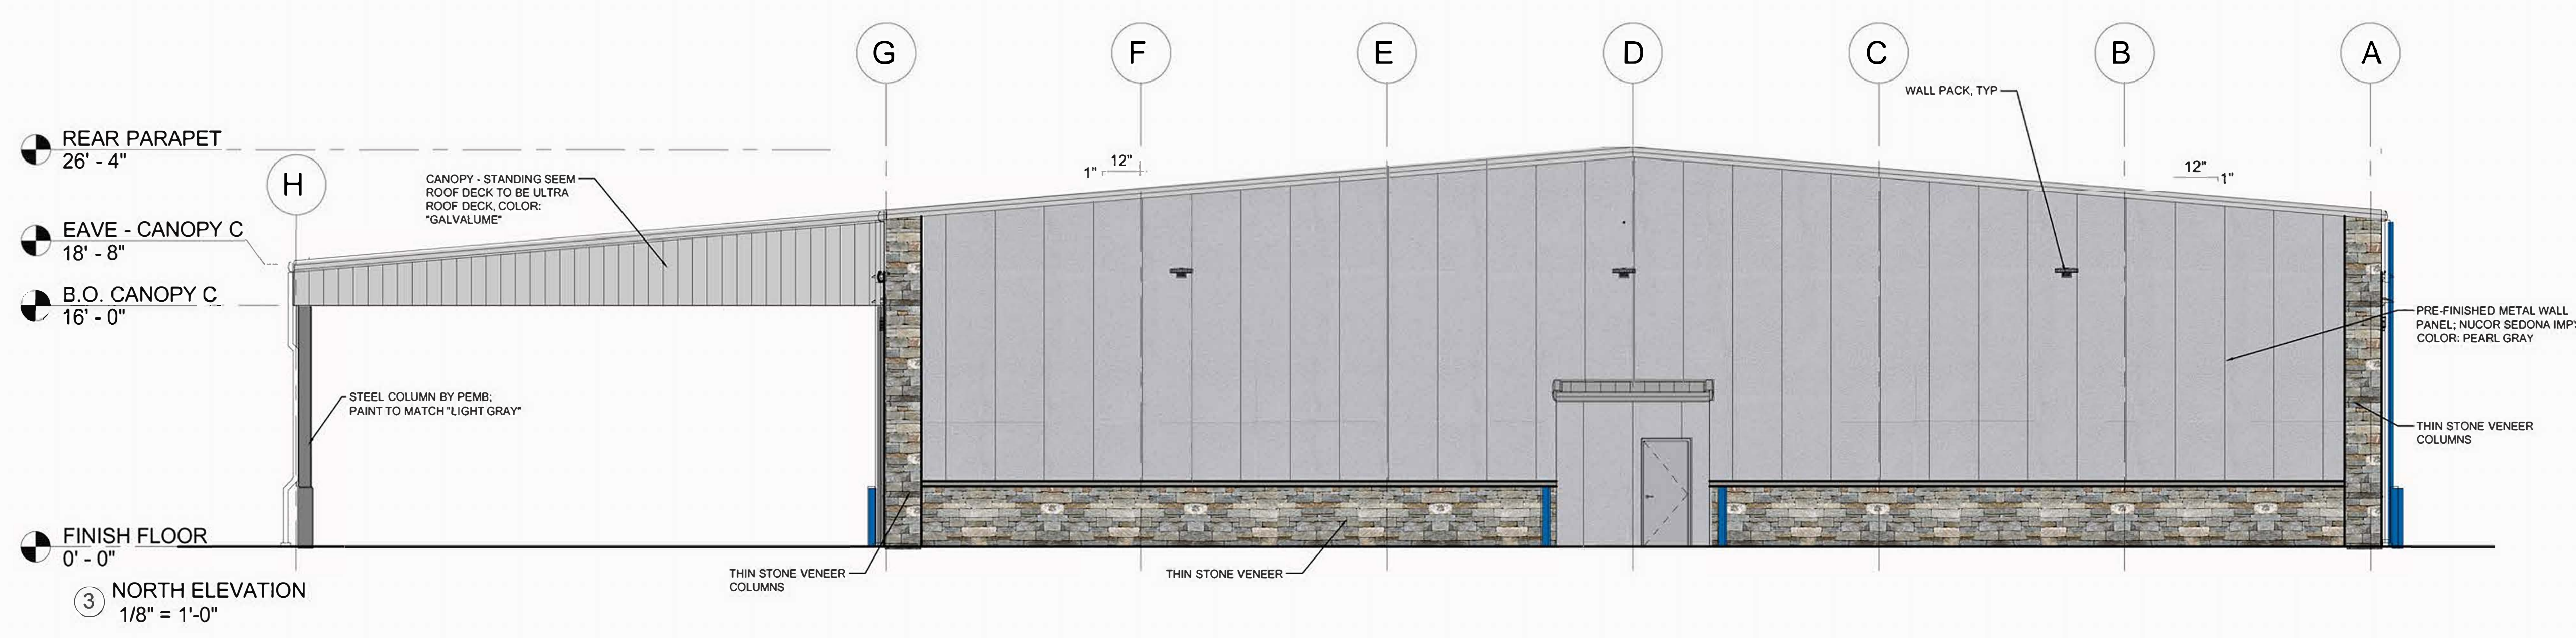 G
F
E
D
C
B
A
H
REAR PARAPET
26' - 4"
EAVE - CANOPY C
18' - 8"
B.O. CANOPY C
16' - 0"
FINISH FLOOR
0' - 0"
CANOPY - STANDING SEEM
ROOF DECK TO BE ULTRA
ROOF DECK, COLOR:
"GALVALUME"
12"
1"
WALL PACK, TYP
12"
1"
STEEL COLUMN BY PEMB;
PAINT TO MATCH "LIGHT GRAY"
PRE-FINISHED METAL WALL
PANEL; NUCOR SEDONA
COLOR: PEARL GRAY
THIN STONE VENEER
COLUMNS
THIN STONE VENEER
COLUMNS
THIN STONE VENEER
3
NORTH ELEVATION
1/8" = 1'-0"